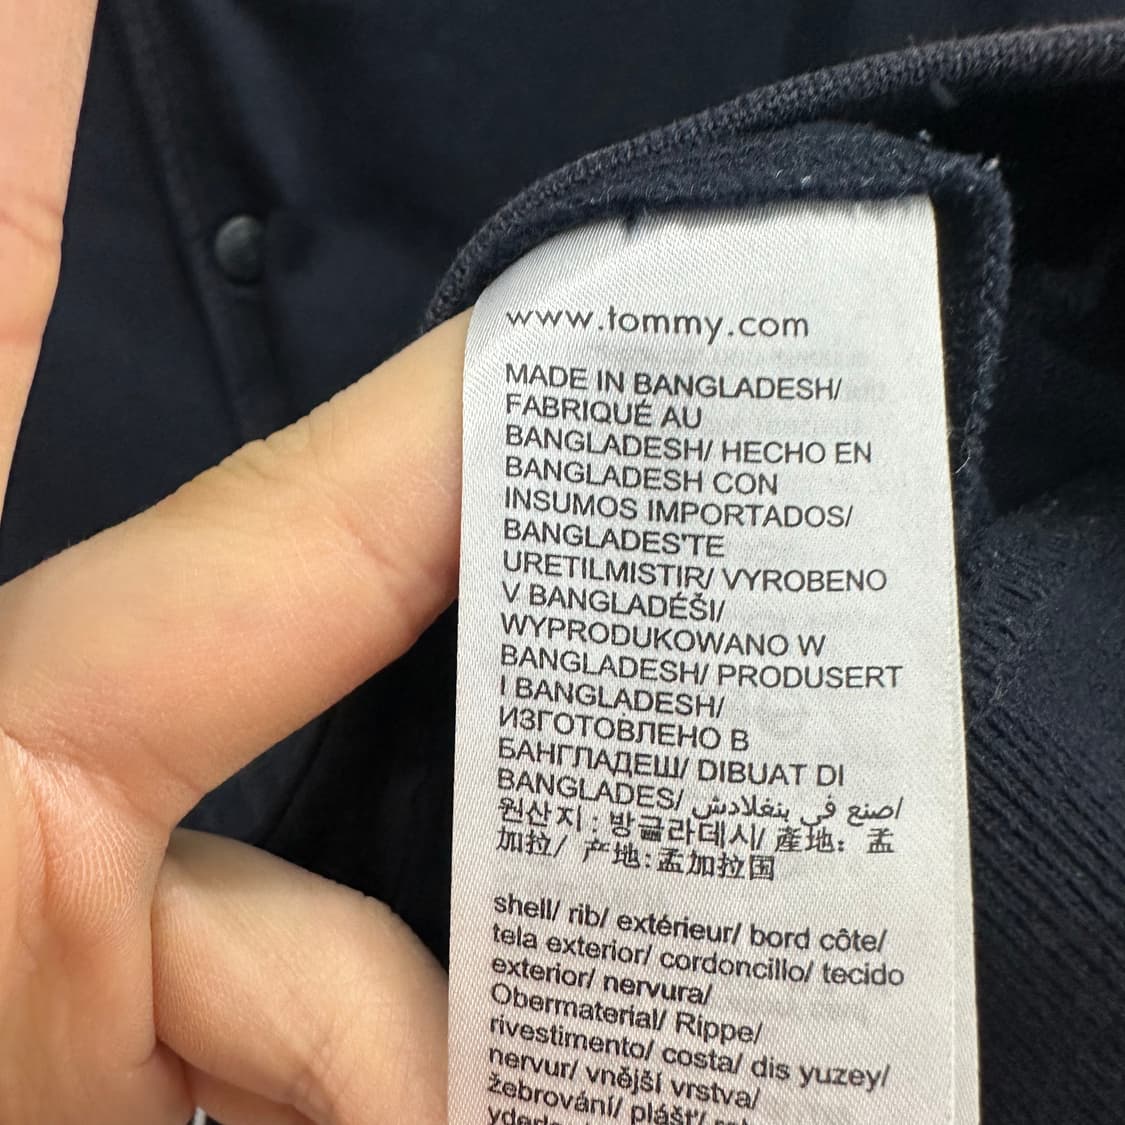 www.tommy.com
MADE IN BANGLADESH/
FABRIQUÉ AU
BANGLADESH/ HECHO EN
BANGLADESH CON
INSUMOS IMPORTADOS/
BANGLADES'TE
URETILMISTIR/ VYROBENO
V BANGLADÉŠI/
WYPRODUKOWANO W
BANGLADESH/ PRODUSERT
I BANGLADESH/
ИЗГОТОВЛЕНО В
БАНГЛАДЕШ/ DIBUAT DI
BANGLADES/ اصنع في بنغلادش/
원산지: 방글라데시/ 產地: 孟
加拉/ 产地:孟加拉国
shell/ rib/ extérieur/ bord côte/
tela exterior/ cordoncillo/ tecido
exterior/ nervura/
Obermaterial/ Rippe/
rivestimento/ costa/ dis yuzey/
nervur/ vnější vrstva/
žebrování/ plášť/